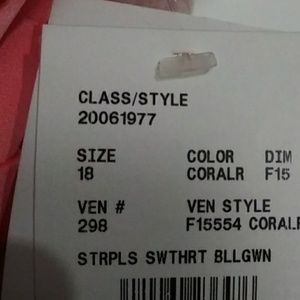 CLASS/STYLE
20061977
SIZE COLOR DIM
18 CORALR F15
VEN # VEN STYLE
298 F15554 CORALR
STRPLS SWTHRT BLLGWN